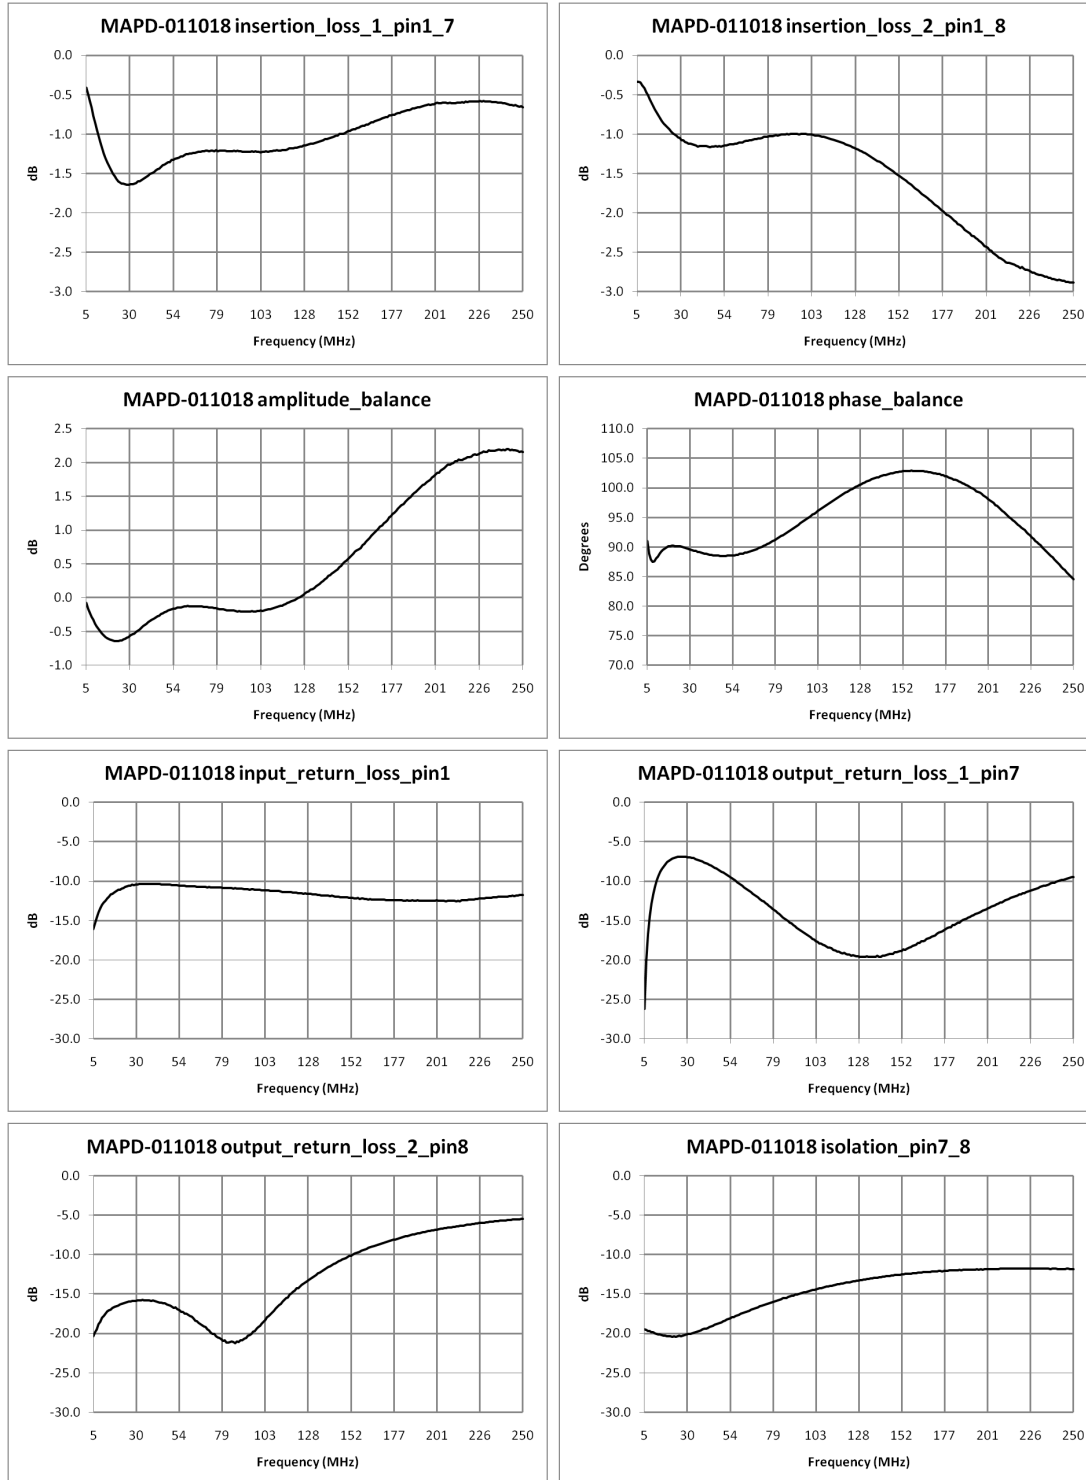 MAPD-011018 insertion_loss_1_pin1_7
0.0
-0.5
-1.0
-1.5
-2.0
-2.5
-3.0
dB
5 30 54 79 103 128 152 177 201 226 250
Frequency (MHz)
MAPD-011018 insertion_loss_2_pin1_8
0.0
-0.5
-1.0
-1.5
-2.0
-2.5
-3.0
dB
5 30 54 79 103 128 152 177 201 226 250
Frequency (MHz)
MAPD-011018 amplitude_balance
2.5
2.0
1.5
1.0
0.5
0.0
-0.5
-1.0
dB
5 30 54 79 103 128 152 177 201 226 250
Frequency (MHz)
MAPD-011018 phase_balance
110.0
105.0
100.0
95.0
90.0
85.0
80.0
75.0
70.0
Degrees
5 30 54 79 103 128 152 177 201 226 250
Frequency (MHz)
MAPD-011018 input_return_loss_pin1
0.0
-5.0
-10.0
-15.0
-20.0
-25.0
-30.0
dB
5 30 54 79 103 128 152 177 201 226 250
Frequency (MHz)
MAPD-011018 output_return_loss_1_pin7
0.0
-5.0
-10.0
-15.0
-20.0
-25.0
-30.0
dB
5 30 54 79 103 128 152 177 201 226 250
Frequency (MHz)
MAPD-011018 output_return_loss_2_pin8
0.0
-5.0
-10.0
-15.0
-20.0
-25.0
-30.0
dB
5 30 54 79 103 128 152 177 201 226 250
Frequency (MHz)
MAPD-011018 isolation_pin7_8
0.0
-5.0
-10.0
-15.0
-20.0
-25.0
-30.0
dB
5 30 54 79 103 128 152 177 201 226 250
Frequency (MHz)